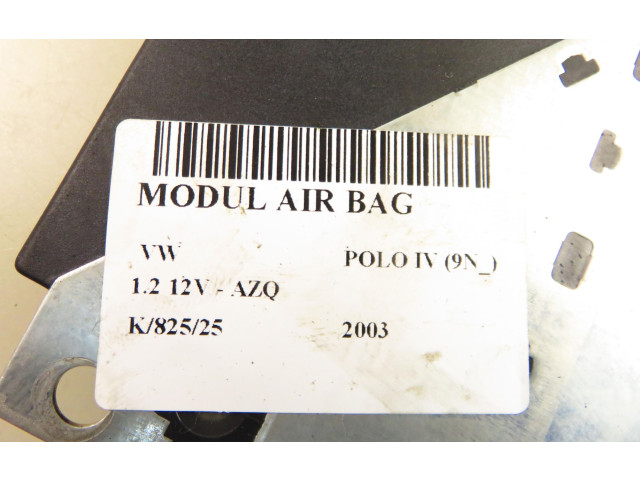 MODUL AIR BAG
VW POLO IV (9N_)
1.2 12V - AZQ
K/825/25 2003